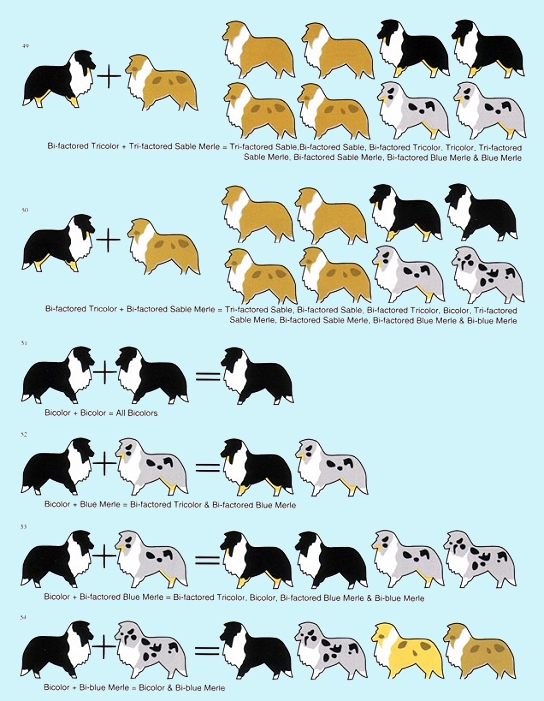 49
Bi-factored Tricolor + Tri-factored Sable Merle = Tri-factored Sable,Bi-factored Sable, Bi-factored Tricolor, Tricolor, Tri-factored
Sable Merle, Bi-factored Sable Merle, Bi-factored Blue Merle & Blue Merle
50
Bi-factored Tricolor + Bi-factored Sable Merle = Tri-factored Sable, Bi-factored Sable, Bi-factored Tricolor, Bicolor, Tri-factored
Sable Merle, Bi-factored Sable Merle, Bi-factored Blue Merle & Bi-blue Merle
51
Bicolor + Bicolor = All Bicolors
52
Bicolor + Blue Merle = Bi-factored Tricolor & Bi-factored Blue Merle
53
Bicolor + Bi-factored Blue Merle = Bi-factored Tricolor, Bicolor, Bi-factored Blue Merle & Bi-blue Merle
54
Bicolor + Bi-blue Merle = Bicolor & Bi-blue Merle